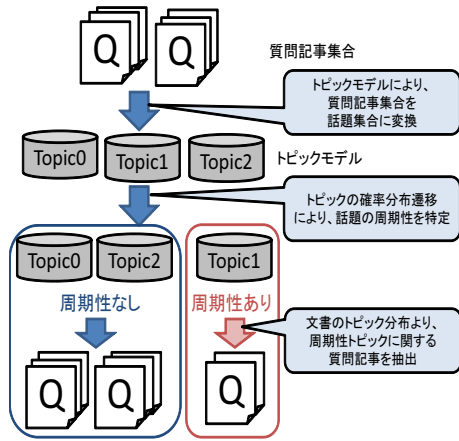 Q Q
質問記事集合
トピックモデルにより、
質問記事集合を
話題集合に変換
Topic0 Topic1 Topic2
トピックモデル
トピックの確率分布遷移
により、話題の周期性を特定
Topic0 Topic2
Topic1
周期性なし
周期性あり
文書のトピック分布より、
周期性トピックに関する
質問記事を抽出
Q Q
Q